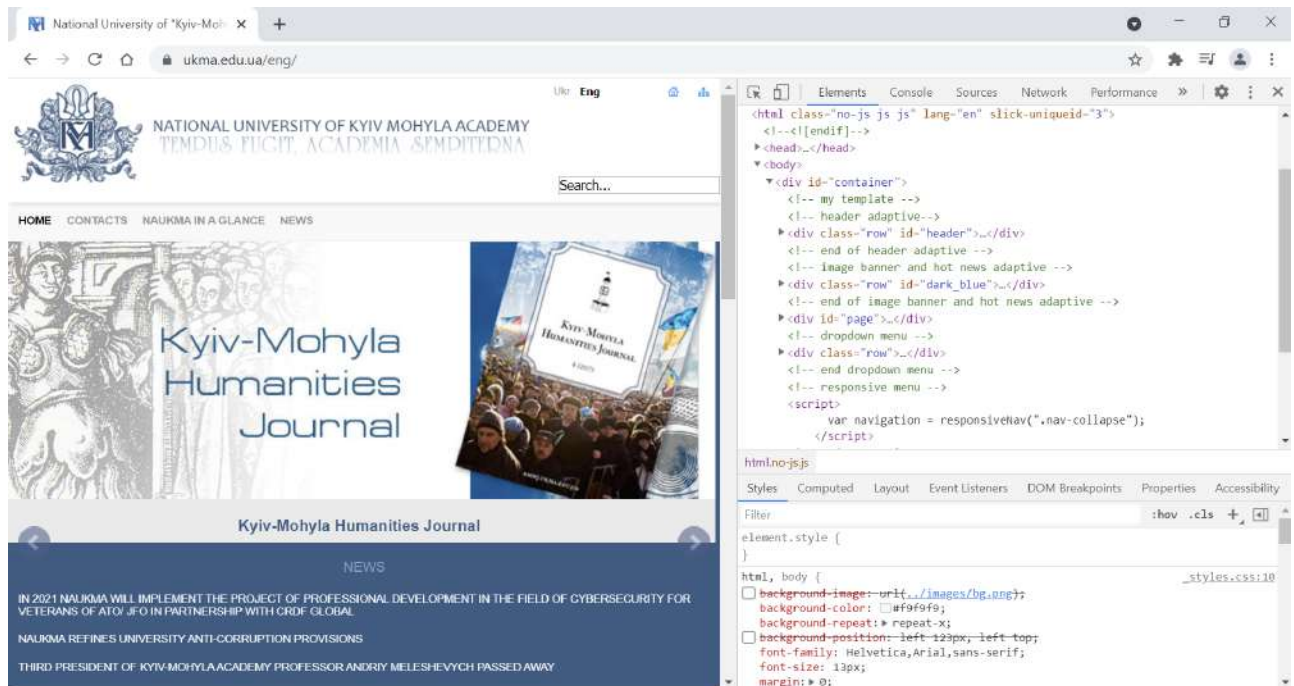 National University of "Kyiv-Moh
ukma.edu.ua/eng/
Ukr Eng
NATIONAL UNIVERSITY OF KYIV MOHYLA ACADEMY
TEMPUS FUGIT, ACADEMIA SEMPITERNA
Search...
HOME CONTACTS NAUKMA IN A GLANCE NEWS
Kyiv-Mohyla
Humanities
Journal
KYIV-MOHYLA
HUMANITIES JOURNAL
Kyiv-Mohyla Humanities Journal
NEWS
IN 2021 NAUKMA WILL IMPLEMENT THE PROJECT OF PROFESSIONAL DEVELOPMENT IN THE FIELD OF CYBERSECURITY FOR
VETERANS OF ATO/ JFO IN PARTNERSHIP WITH CRDF GLOBAL
NAUKMA REFINES UNIVERSITY ANTI-CORRUPTION PROVISIONS
THIRD PRESIDENT OF KYIV-MOHYLA ACADEMY PROFESSOR ANDRIY MELESHEVYCH PASSED AWAY
Elements Console Sources Network Performance »
<html class="no-js js js" lang="en" slick-uniqueid="3">
<!--<![endif]-->
<head>…</head>
<body>
<div id="container">
<!-- my template -->
<!-- header adaptive-->
<div class="row" id="header">…</div>
<!-- end of header adaptive -->
<!-- image banner and hot news adaptive -->
<div class="row" id="dark_blue">…</div>
<!-- end of image banner and hot news adaptive -->
<div id="page">…</div>
<!-- dropdown menu -->
<div class="row">…</div>
<!-- end dropdown menu -->
<!-- responsive menu -->
<script>
var navigation = responsiveNav(".nav-collapse");
</script>
html.no-js.js
Styles Computed Layout Event Listeners DOM Breakpoints Properties Accessibility
Filter :hov .cls +
element.style {
}
html, body { _styles.css:10
background-image: url(../images/bg.png);
background-color: #f9f9f9;
background-repeat: repeat-x;
background-position: left 123px, left top;
font-family: Helvetica,Arial,sans-serif;
font-size: 13px;
margin: 0;